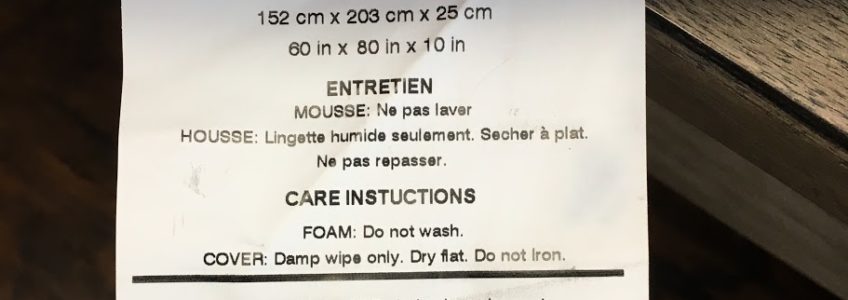 152 cm x 203 cm x 25 cm
60 in x 80 in x 10 in
ENTRETIEN
MOUSSE: Ne pas laver
HOUSSE: Lingette humide seulement. Secher à plat.
Ne pas repasser.
CARE INSTUCTIONS
FOAM: Do not wash.
COVER: Damp wipe only. Dry flat. Do not Iron.